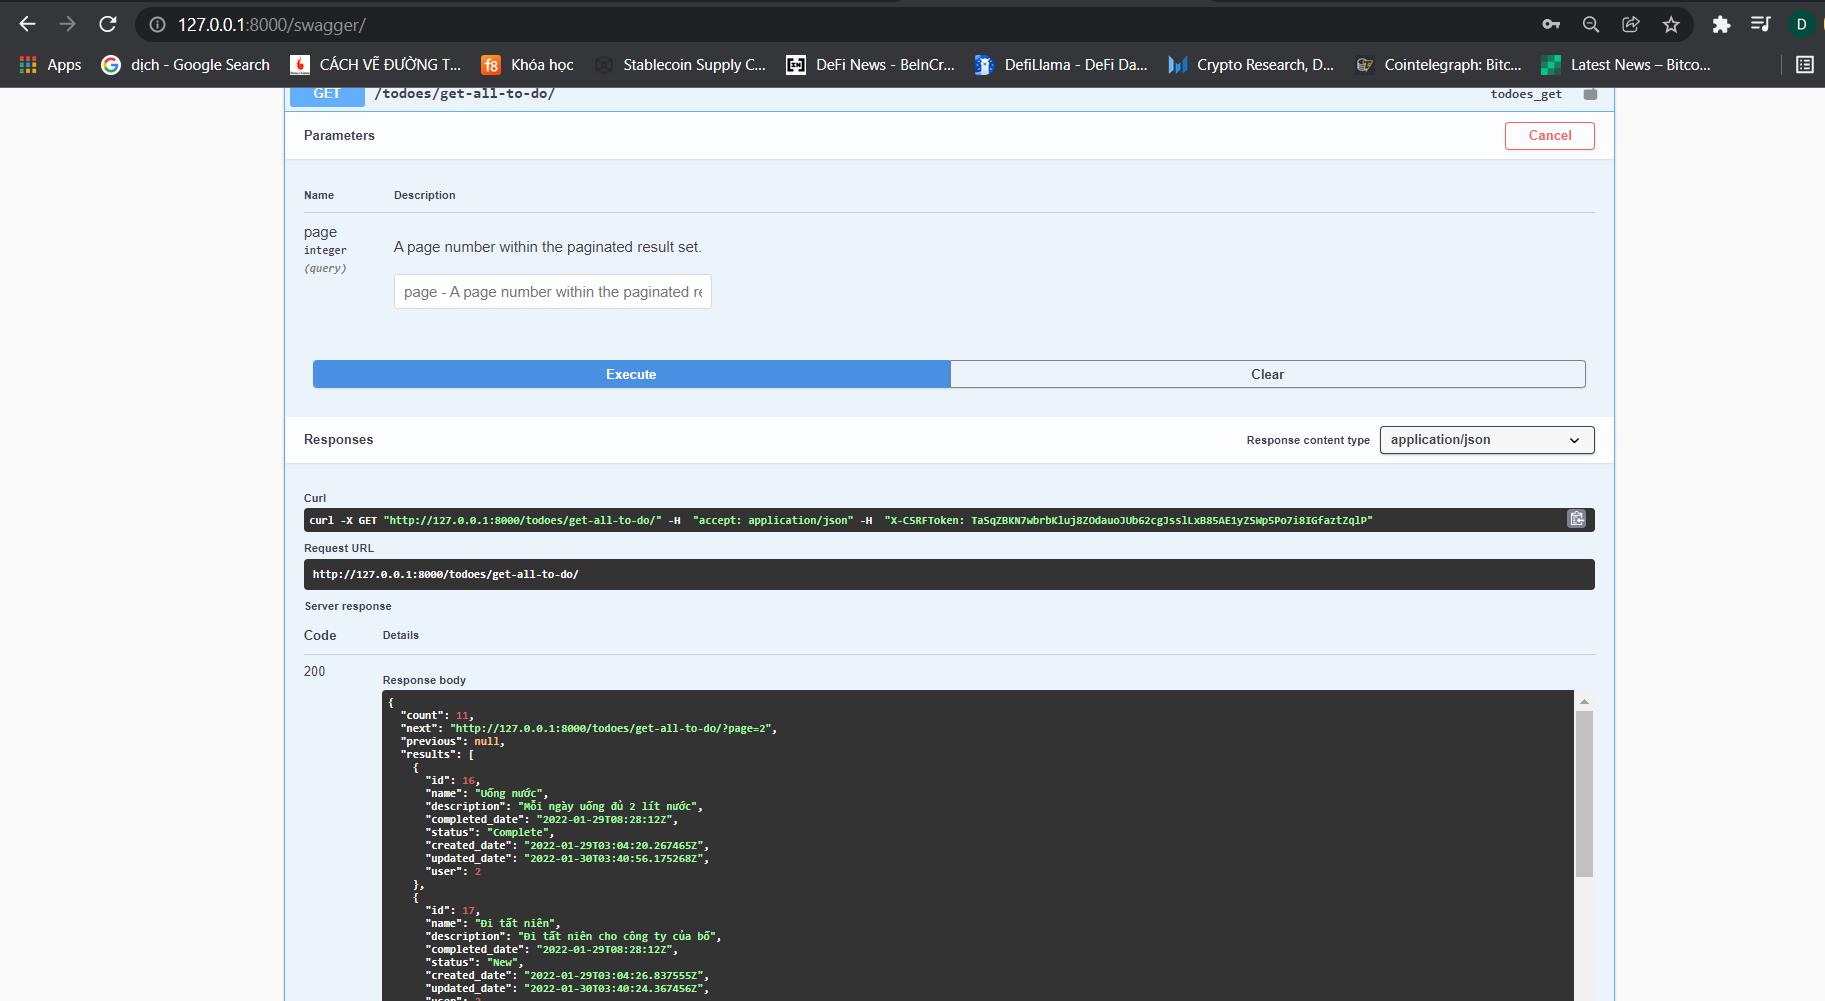 127.0.0.1:8000/swagger/
D
Apps
dịch - Google Search
CÁCH VẼ ĐƯỜNG T...
f8 Khóa học
Stablecoin Supply C...
DeFi News - BeInCr...
DefiLlama - DeFi Da...
Crypto Research, D...
Cointelegraph: Bitc...
Latest News – Bitco...
GET /todoes/get-all-to-do/ todoes_get
Parameters Cancel
Name Description
page
integer
(query)
A page number within the paginated result set.
page - A page number within the paginated re
Execute Clear
Responses Response content type application/json
Curl
curl -X GET "http://127.0.0.1:8000/todoes/get-all-to-do/" -H  "accept: application/json" -H  "X-CSRFToken:
Request URL
http://127.0.0.1:8000/todoes/get-all-to-do/
Server response
Code Details
200
Response body
{
"count": 11,
"next": "http://127.0.0.1:8000/todoes/get-all-to-do/?page=2",
"previous": null,
"results": [
{
"id": 16,
"name": "Uống nước",
"description": "Mỗi ngày uống đủ 2 lít nước",
"completed_date": "2022-01-29T08:28:12Z",
"status": "Complete",
"created_date": "2022-01-29T03:04:20.267465Z",
"updated_date": "2022-01-30T03:40:56.175268Z",
"user": 2
},
{
"id": 17,
"name": "Đi tất niên",
"description": "Đi tất niên cho công ty của bố",
"completed_date": "2022-01-29T08:28:12Z",
"status": "New",
"created_date": "2022-01-29T03:04:26.837555Z",
"updated_date": "2022-01-30T03:40:24.367456Z",
"user": 2